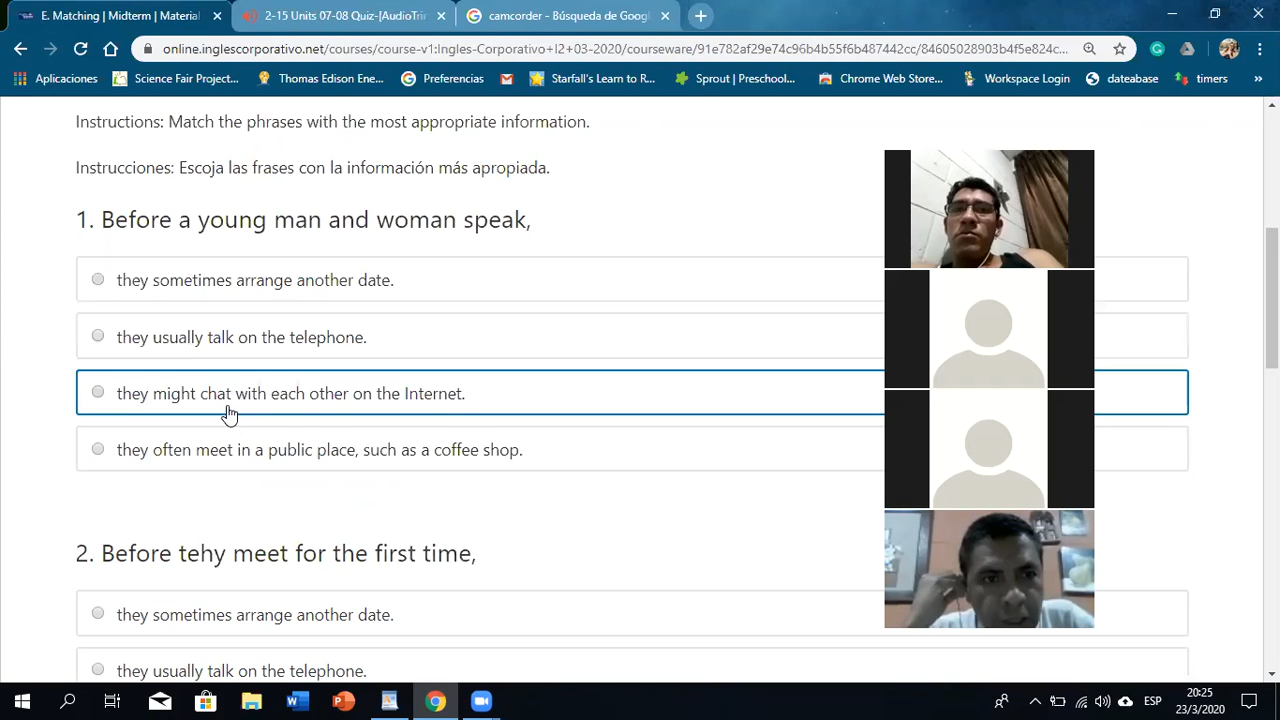 E. Matching | Midterm | Material
2-15 Units 07-08 Quiz-[AudioTrim
camcorder - Búsqueda de Google
online.inglescorporativo.net/courses/course-v1:Ingles-Corporativo+I2+03-2020/courseware/91e782af29e74c96b4b55f6b487442cc/84605028903b4f5e824c...
Aplicaciones
Science Fair Project...
Thomas Edison Ene...
Preferencias
Starfall's Learn to R...
Sprout | Preschool...
Chrome Web Store...
Workspace Login
dateabase
timers
»
Instructions: Match the phrases with the most appropriate information.
Instrucciones: Escoja las frases con la información más apropiada.
1. Before a young man and woman speak,
they sometimes arrange another date.
they usually talk on the telephone.
they might chat with each other on the Internet.
they often meet in a public place, such as a coffee shop.
2. Before tehy meet for the first time,
they sometimes arrange another date.
they usually talk on the telephone.
ESP
20:25
23/3/2020